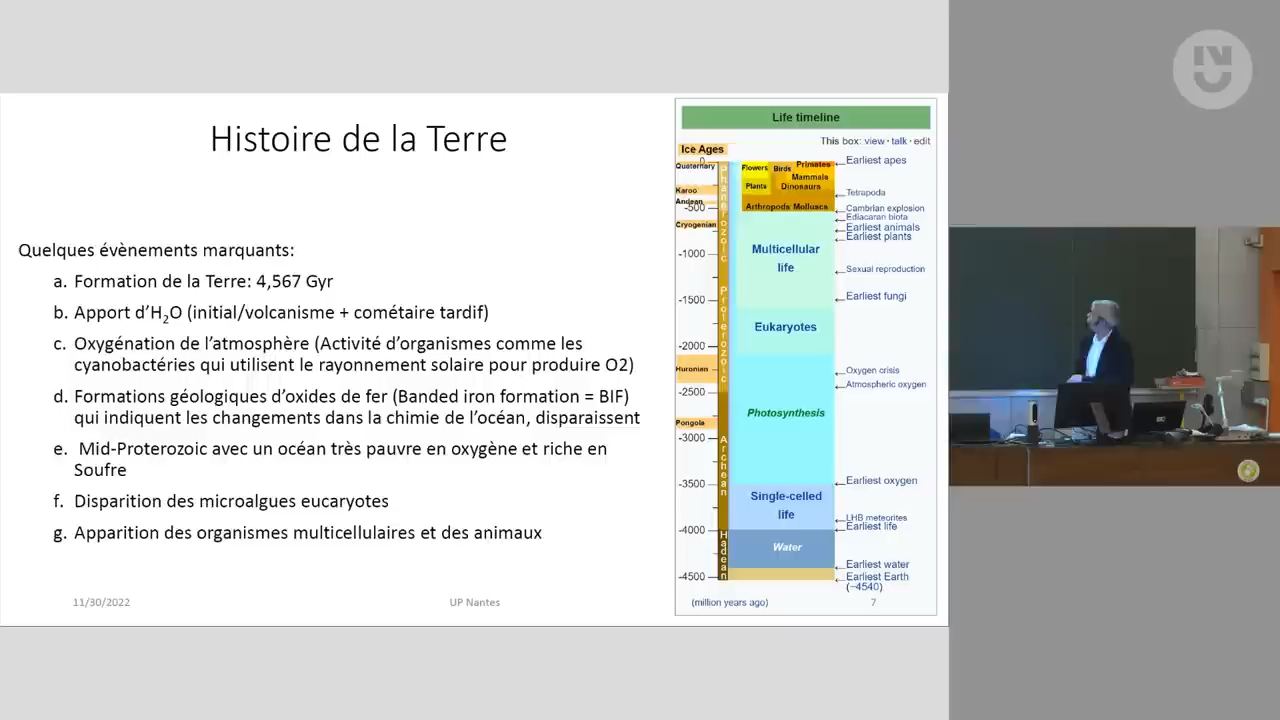 Histoire de la Terre
Quelques évènements marquants:
a. Formation de la Terre: 4,567 Gyr
b. Apport d’H2O (initial/volcanisme + cométaire tardif)
c. Oxygénation de l’atmosphère (Activité d’organismes comme les
cyanobactéries qui utilisent le rayonnement solaire pour produire O2)
d. Formations géologiques d’oxides de fer (Banded iron formation = BIF)
qui indiquent les changements dans la chimie de l’océan, disparaissent
e. Mid-Proterozoic avec un océan très pauvre en oxygène et riche en
Soufre
f. Disparition des microalgues eucaryotes
g. Apparition des organismes multicellulaires et des animaux
11/30/2022
UP Nantes
7
Life timeline
This box: view · talk · edit
Ice Ages
Quaternary
Karoo
Andean
Cryogenian
Huronian
Pongola
0
-500
-1000
-1500
-2000
-2500
-3000
-3500
-4000
-4500
Phanerozoic
Proterozoic
Archean
Hadean
Flowers
Birds
Primates
Mammals
Plants
Dinosaurs
Arthropods Molluscs
Multicellular
life
Eukaryotes
Photosynthesis
Single-celled
life
Water
←Earliest apes
←Tetrapoda
←Cambrian explosion
←Ediacaran biota
←Earliest animals
←Earliest plants
←Sexual reproduction
←Earliest fungi
←Oxygen crisis
←Atmospheric oxygen
←Earliest oxygen
←LHB meteorites
←Earliest life
←Earliest water
←Earliest Earth
(−4540)
(million years ago)